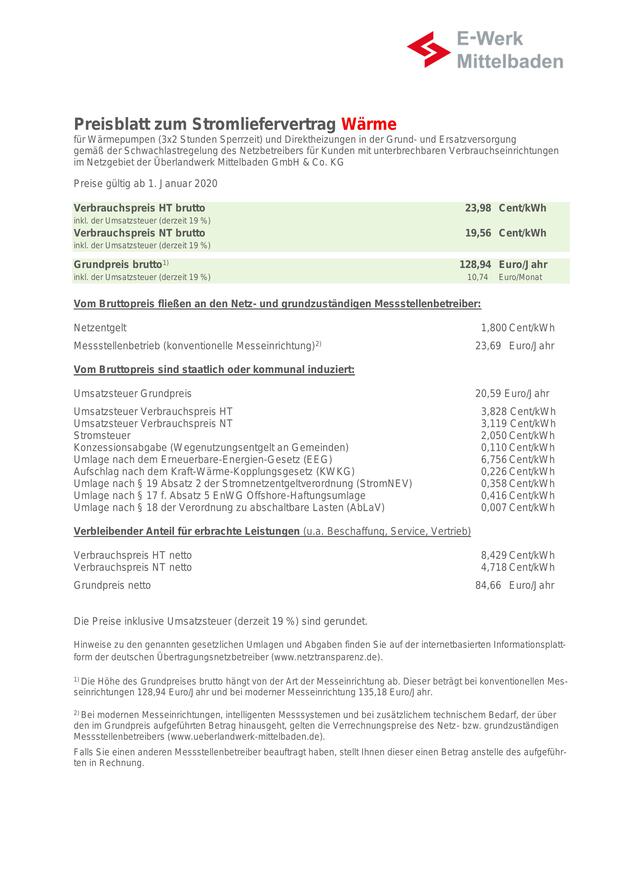 E-Werk
Mittelbaden
Preisblatt zum Stromliefervertrag Wärme
für Wärmepumpen (3x2 Stunden Sperrzeit) und Direktheizungen in der Grund- und Ersatzversorgung
gemäß der Schwachlastregelung des Netzbetreibers für Kunden mit unterbrechbaren Verbrauchseinrichtungen
im Netzgebiet der Überlandwerk Mittelbaden GmbH & Co. KG
Preise gültig ab 1. Januar 2020
Verbrauchspreis HT brutto 23,98 Cent/kWh
inkl. der Umsatzsteuer (derzeit 19 %)
Verbrauchspreis NT brutto 19,56 Cent/kWh
inkl. der Umsatzsteuer (derzeit 19 %)
Grundpreis brutto1) 128,94 Euro/Jahr
inkl. der Umsatzsteuer (derzeit 19 %) 10,74 Euro/Monat
Vom Bruttopreis fließen an den Netz- und grundzuständigen Messstellenbetreiber:
Netzentgelt 1,800 Cent/kWh
Messstellenbetrieb (konventionelle Messeinrichtung)2) 23,69 Euro/Jahr
Vom Bruttopreis sind staatlich oder kommunal induziert:
Umsatzsteuer Grundpreis 20,59 Euro/Jahr
Umsatzsteuer Verbrauchspreis HT 3,828 Cent/kWh
Umsatzsteuer Verbrauchspreis NT 3,119 Cent/kWh
Stromsteuer 2,050 Cent/kWh
Konzessionsabgabe (Wegenutzungsentgelt an Gemeinden) 0,110 Cent/kWh
Umlage nach dem Erneuerbare-Energien-Gesetz (EEG) 6,756 Cent/kWh
Aufschlag nach dem Kraft-Wärme-Kopplungsgesetz (KWKG) 0,226 Cent/kWh
Umlage nach § 19 Absatz 2 der Stromnetzentgeltverordnung (StromNEV) 0,358 Cent/kWh
Umlage nach § 17 f. Absatz 5 EnWG Offshore-Haftungsumlage 0,416 Cent/kWh
Umlage nach § 18 der Verordnung zu abschaltbare Lasten (AbLaV) 0,007 Cent/kWh
Verbleibender Anteil für erbrachte Leistungen (u.a. Beschaffung, Service, Vertrieb)
Verbrauchspreis HT netto 8,429 Cent/kWh
Verbrauchspreis NT netto 4,718 Cent/kWh
Grundpreis netto 84,66 Euro/Jahr
Die Preise inklusive Umsatzsteuer (derzeit 19 %) sind gerundet.
Hinweise zu den genannten gesetzlichen Umlagen und Abgaben finden Sie auf der internetbasierten Informationsplatt-
form der deutschen Übertragungsnetzbetreiber (www.netztransparenz.de).
1) Die Höhe des Grundpreises brutto hängt von der Art der Messeinrichtung ab. Dieser beträgt bei konventionellen Mes-
seinrichtungen 128,94 Euro/Jahr und bei moderner Messeinrichtung 135,18 Euro/Jahr.
2) Bei modernen Messeinrichtungen, intelligenten Messsystemen und bei zusätzlichem technischem Bedarf, der über
den im Grundpreis aufgeführten Betrag hinausgeht, gelten die Verrechnungspreise des Netz- bzw. grundzuständigen
Messstellenbetreibers (www.ueberlandwerk-mittelbaden.de).
Falls Sie einen anderen Messstellenbetreiber beauftragt haben, stellt Ihnen dieser einen Betrag anstelle des aufgeführ-
ten in Rechnung.